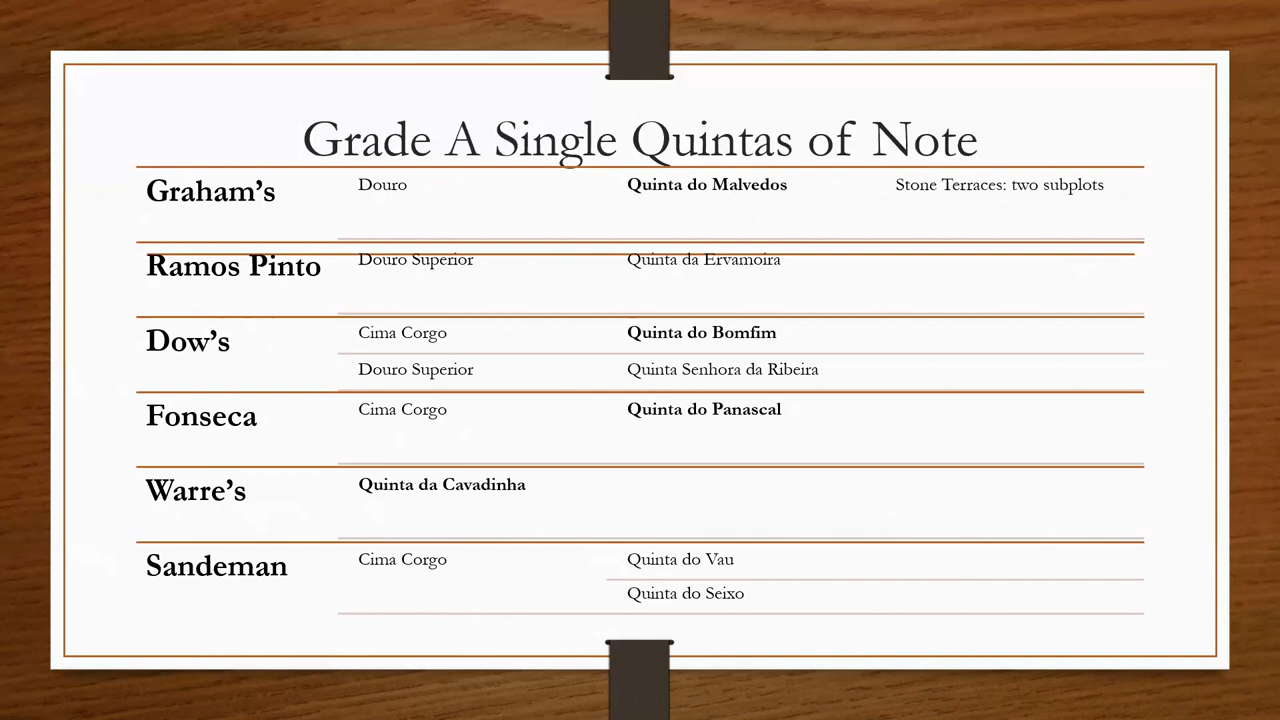 Grade A Single Quintas of Note
Graham's Douro Quinta do Malvedos Stone Terraces: two subplots
Ramos Pinto Douro Superior Quinta da Ervamoira
Dow's Cima Corgo Quinta do Bomfim
Douro Superior Quinta Senhora da Ribeira
Fonseca Cima Corgo Quinta do Panascal
Warre's Quinta da Cavadinha
Sandeman Cima Corgo Quinta do Vau
Quinta do Seixo